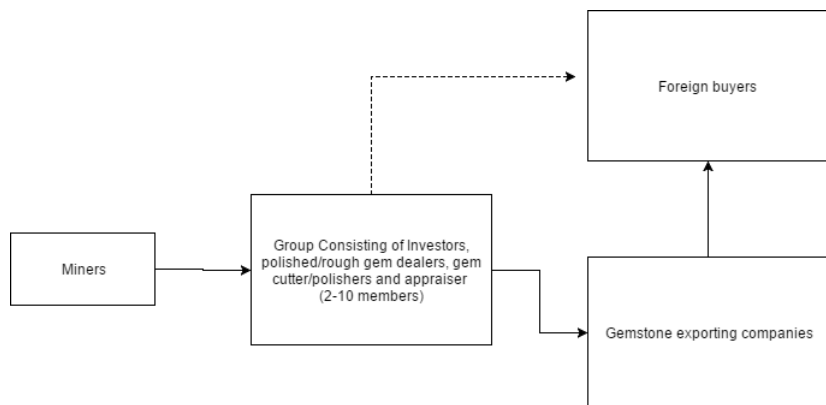 Foreign buyers
Group Consisting of Investors,
polished/rough gem dealers, gem
cutter/polishers and appraiser
(2-10 members)
Miners
Gemstone exporting companies